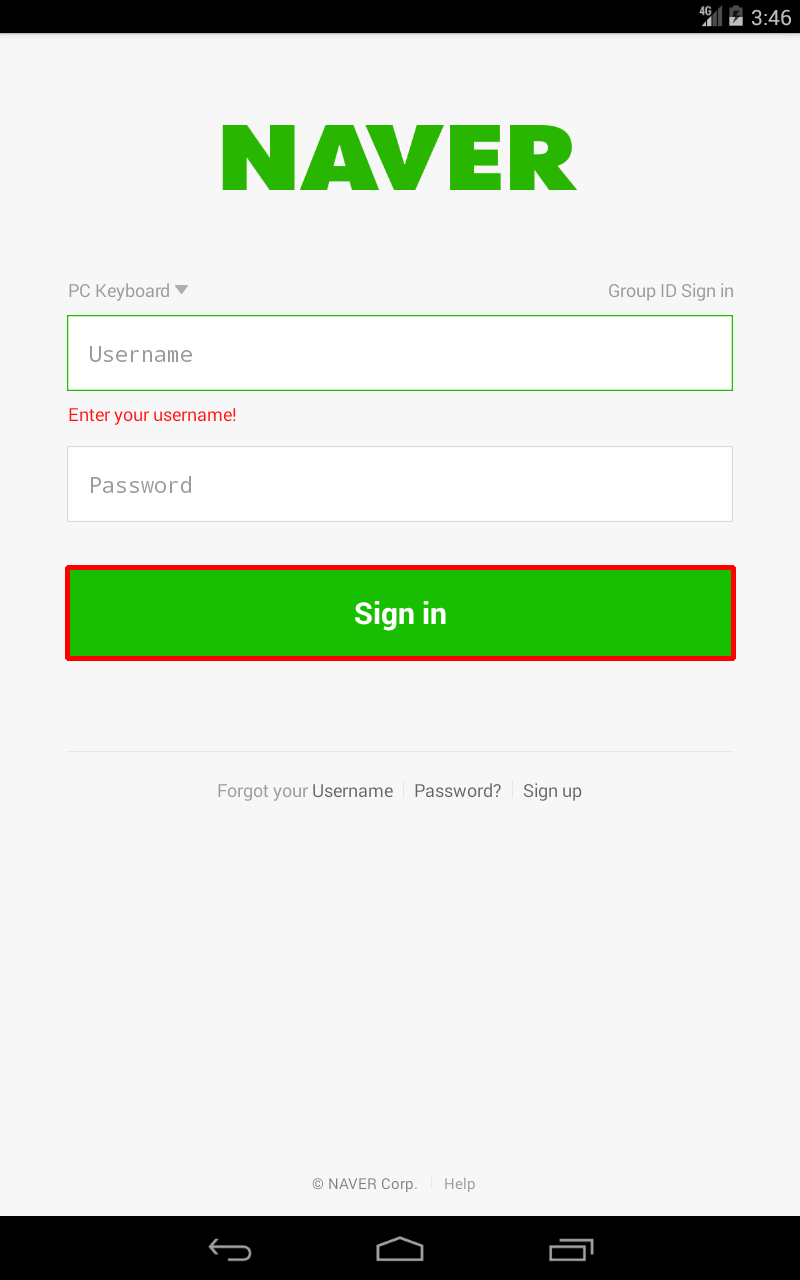 4G 3:46
NAVER
PC Keyboard Group ID Sign in
Username
Enter your username!
Password
Sign in
Forgot your Username Password? Sign up
© NAVER Corp. Help